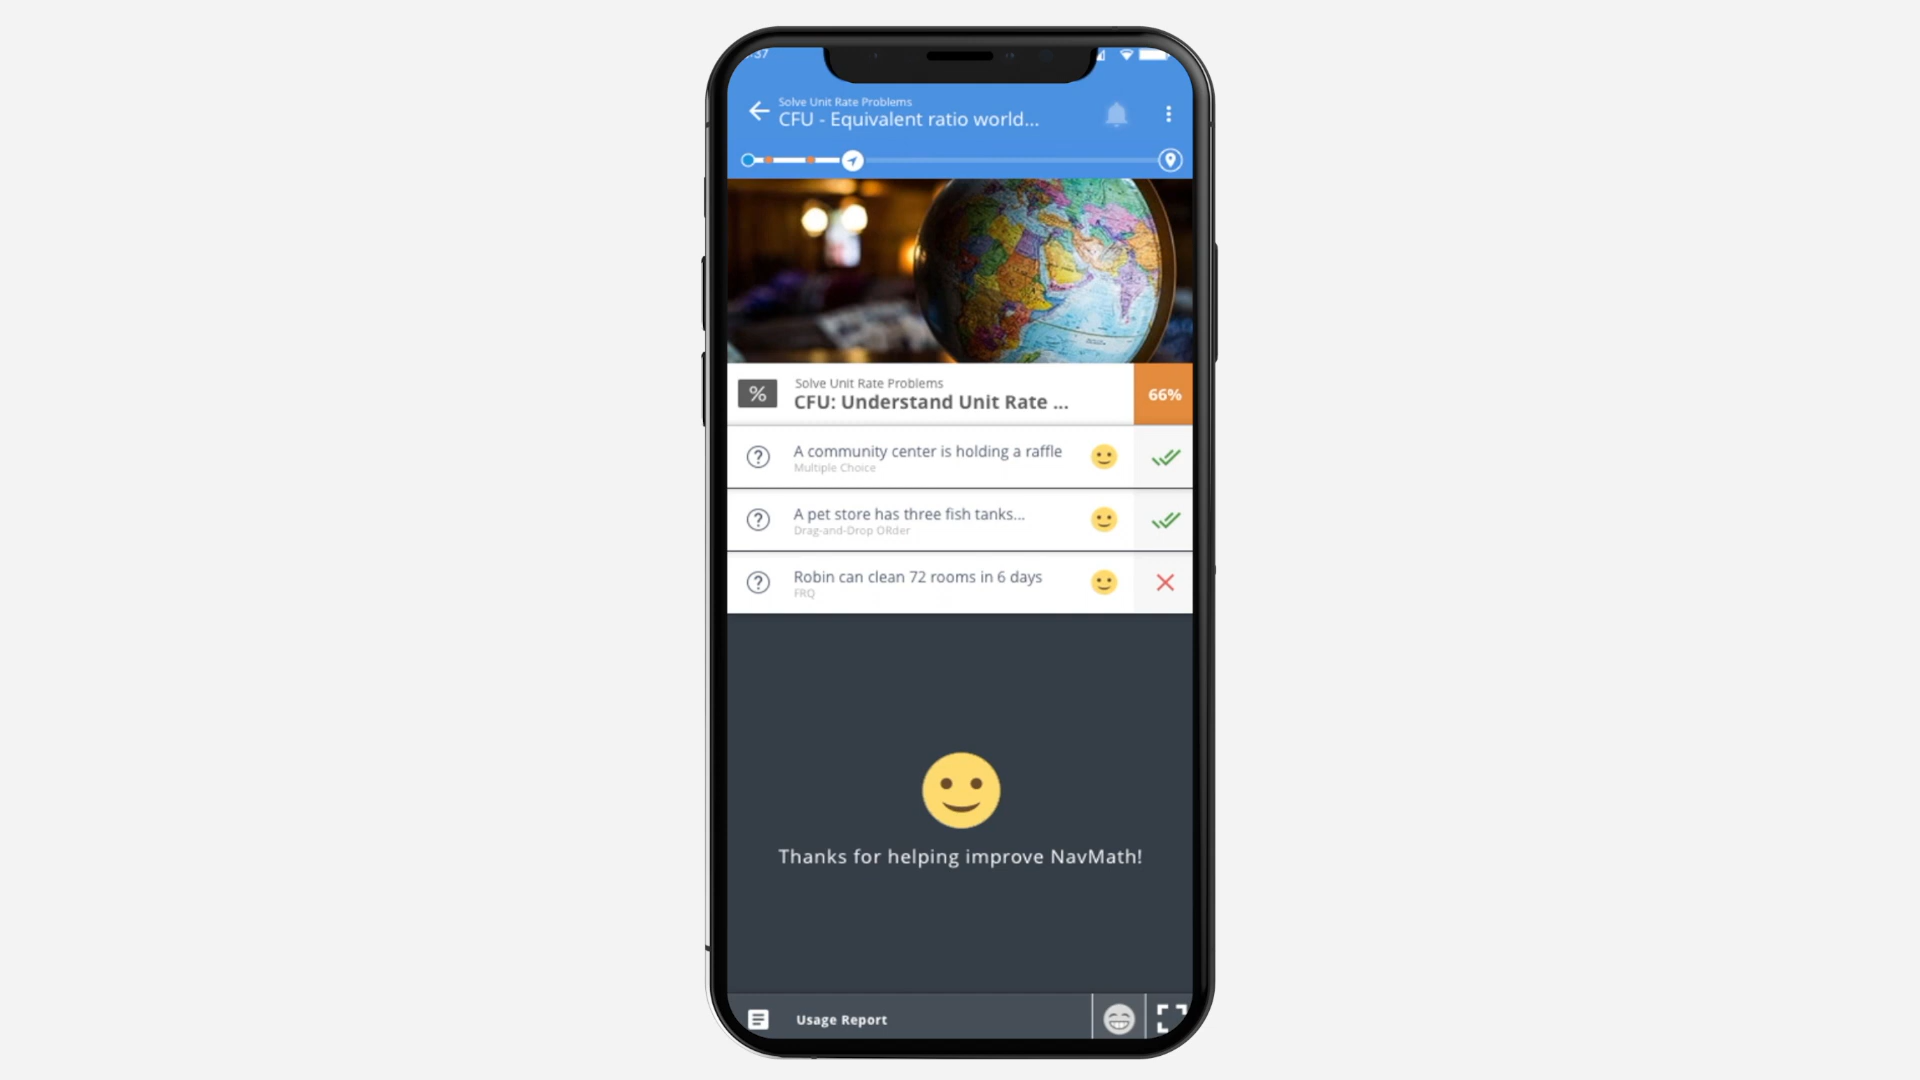 Solve Unit Rate Problems
CFU - Equivalent ratio world...
%
Solve Unit Rate Problems
CFU: Understand Unit Rate ...
66%
A community center is holding a raffle
Multiple Choice
A pet store has three fish tanks...
Drag-and-Drop ORder
Robin can clean 72 rooms in 6 days
FRQ
Thanks for helping improve NavMath!
Usage Report